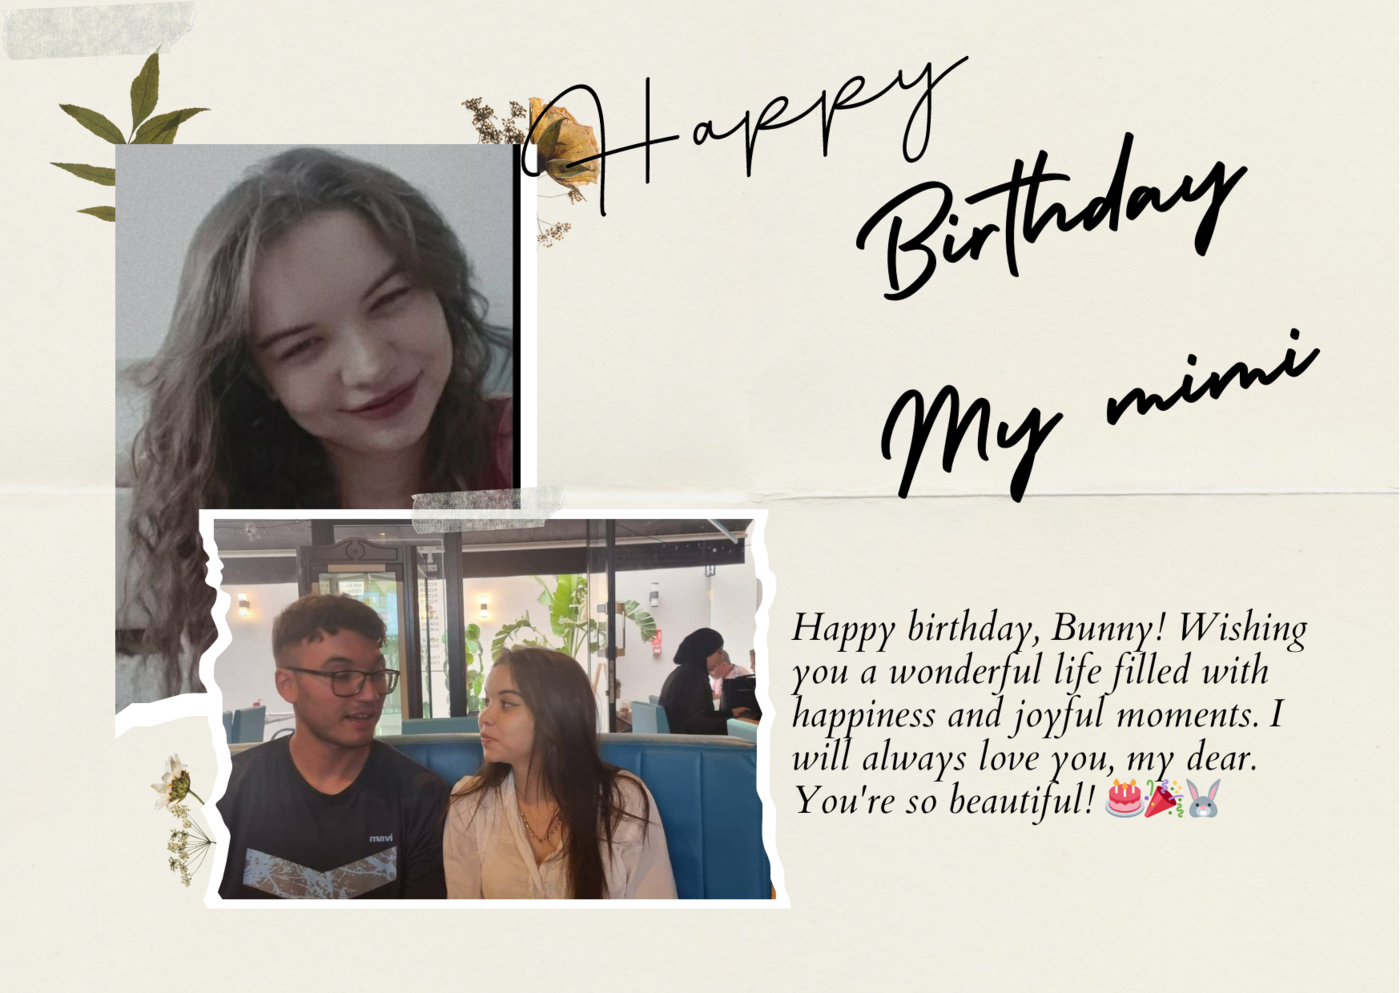 Happy
Birthday
My mimi
mavi
Happy birthday, Bunny! Wishing
you a wonderful life filled with
happiness and joyful moments. I
will always love you, my dear.
You're so beautiful! 🎂🎉🐰